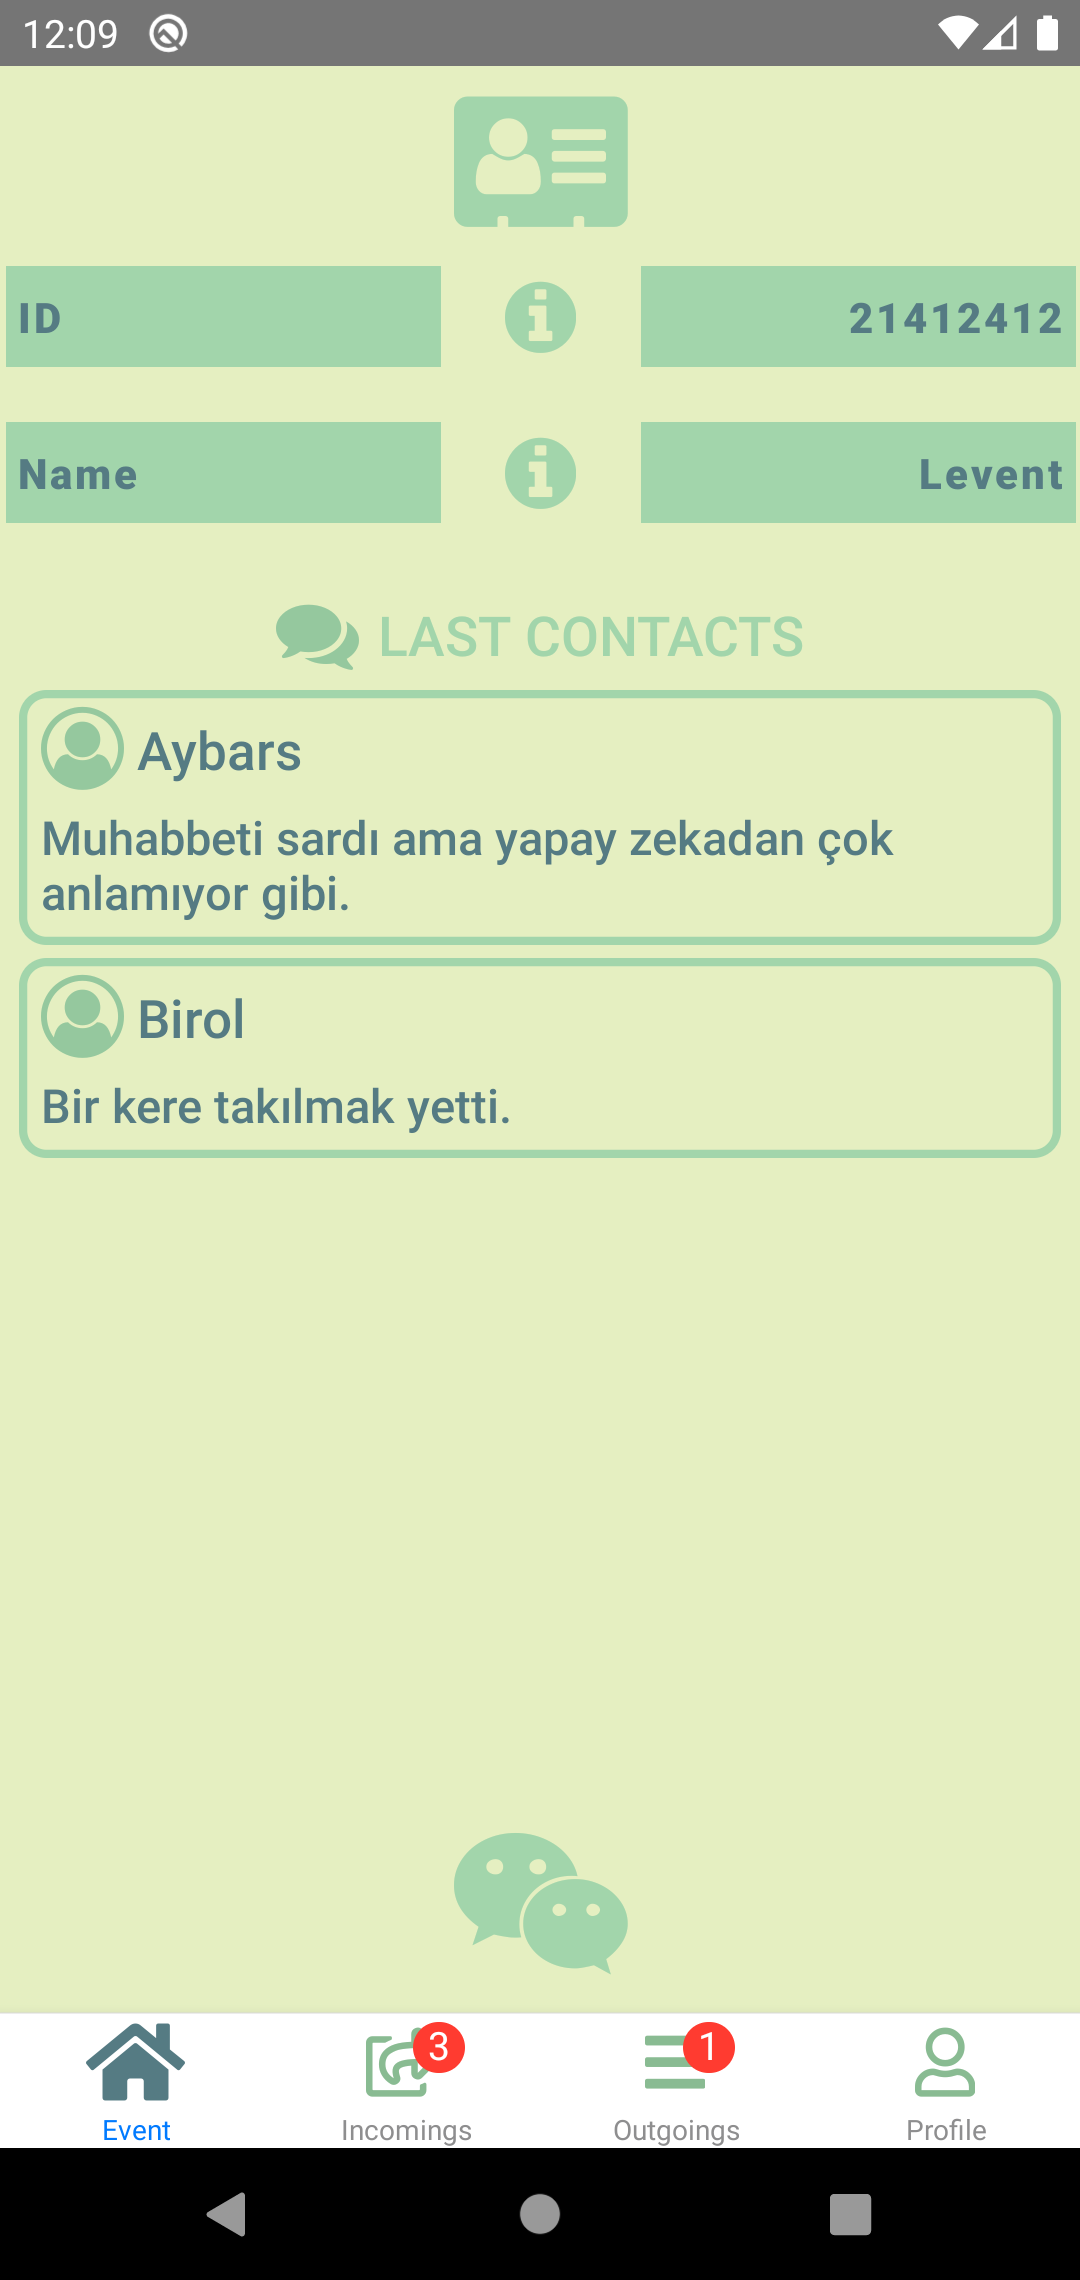 12:09
ID
21412412
Name
Levent
LAST CONTACTS
Aybars
Muhabbeti sardı ama yapay zekadan çok
anlamıyor gibi.
Birol
Bir kere takılmak yetti.
3
1
Event
Incomings
Outgoings
Profile